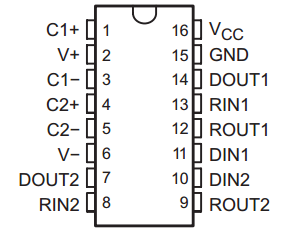 C1+ 1 16 VCC
V+ 2 15 GND
C1− 3 14 DOUT1
C2+ 4 13 RIN1
C2− 5 12 ROUT1
V− 6 11 DIN1
DOUT2 7 10 DIN2
RIN2 8 9 ROUT2